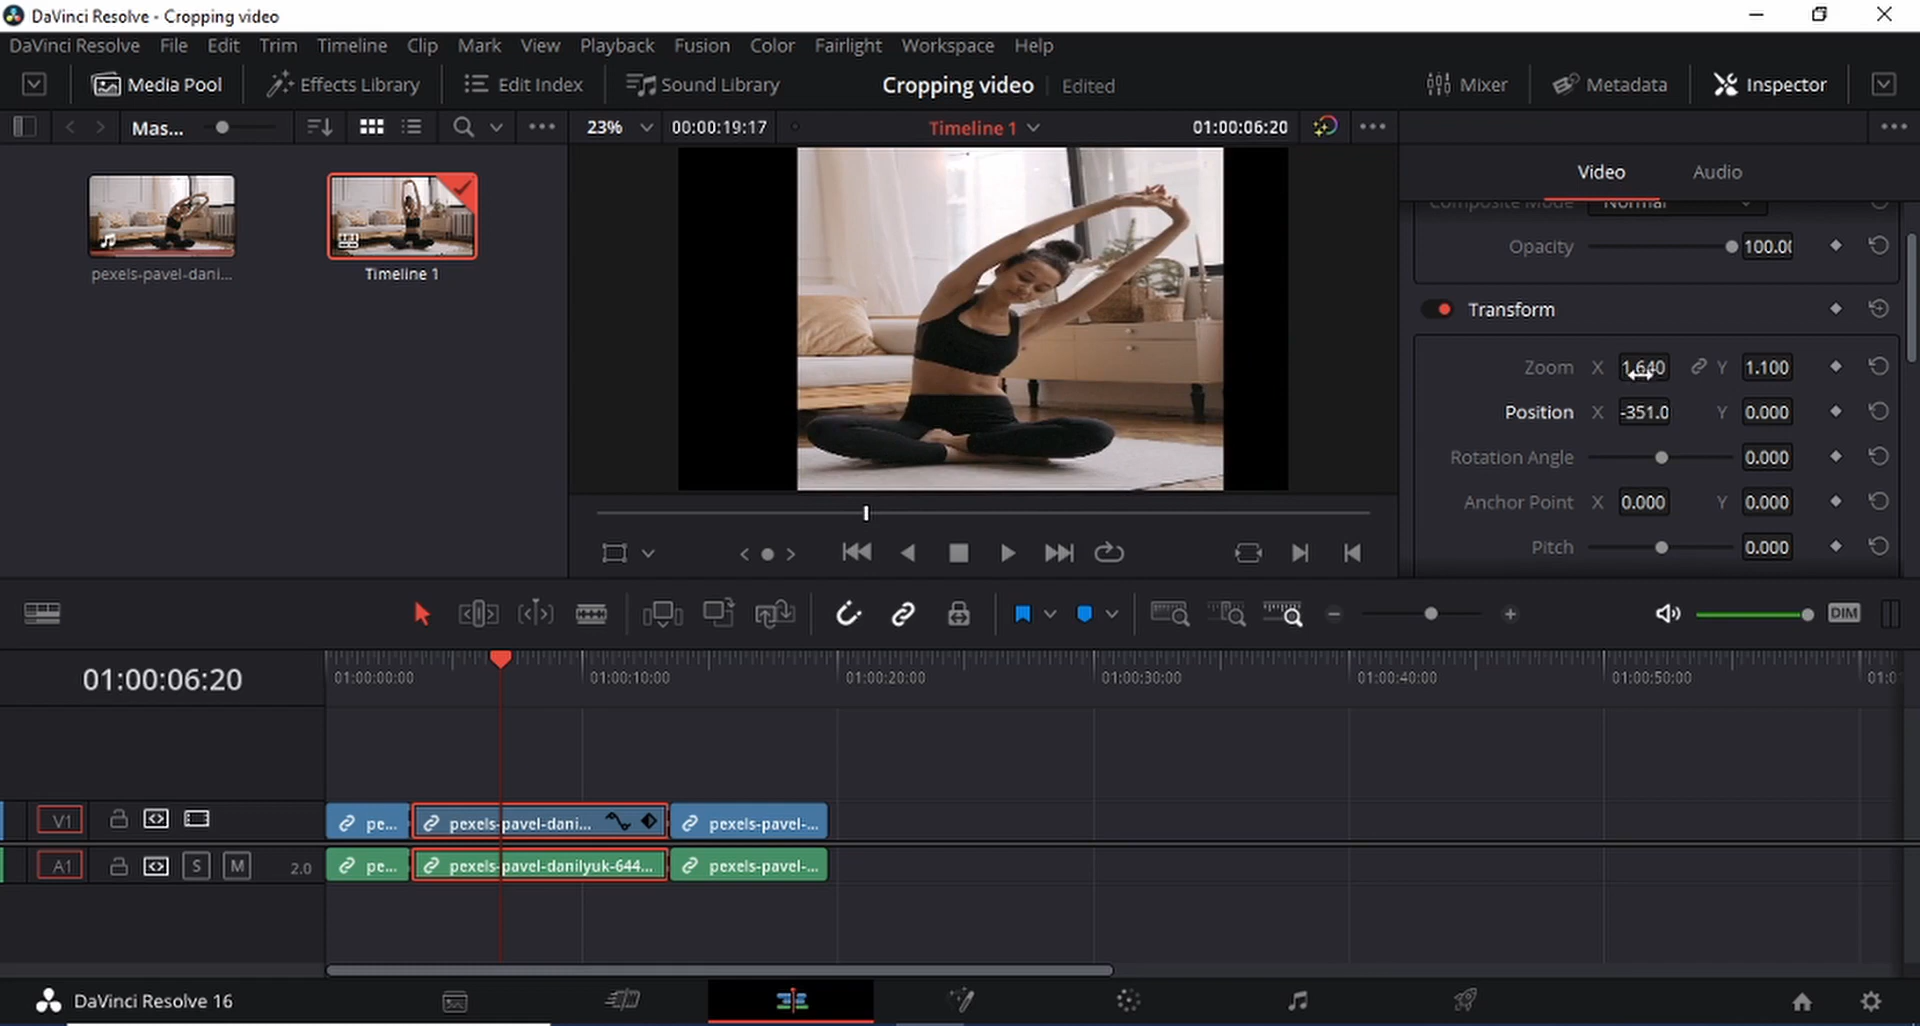 DaVinci Resolve - Cropping video
DaVinci Resolve File Edit Trim Timeline Clip Mark View Playback Fusion Color Fairlight Workspace Help
Media Pool Effects Library Edit Index Sound Library Cropping video Edited Mixer Metadata Inspector
Mas... 23% 00:00:19:17 Timeline 1 01:00:06:20
Video Audio
Composite Mode Normal
Opacity 100.00
Transform
Zoom X 1.640 Y 1.100
Position X -351.0 Y 0.000
Rotation Angle 0.000
Anchor Point X 0.000 Y 0.000
Pitch 0.000
pexels-pavel-dani... Timeline 1
DIM
01:00:06:20
01:00:00:00 01:00:10:00 01:00:20:00 01:00:30:00 01:00:40:00 01:00:50:00 01:0
V1 pe... pexels-pavel-dani... pexels-pavel-...
A1 S M 2.0 pe... pexels-pavel-danilyuk-644... pexels-pavel-...
DaVinci Resolve 16